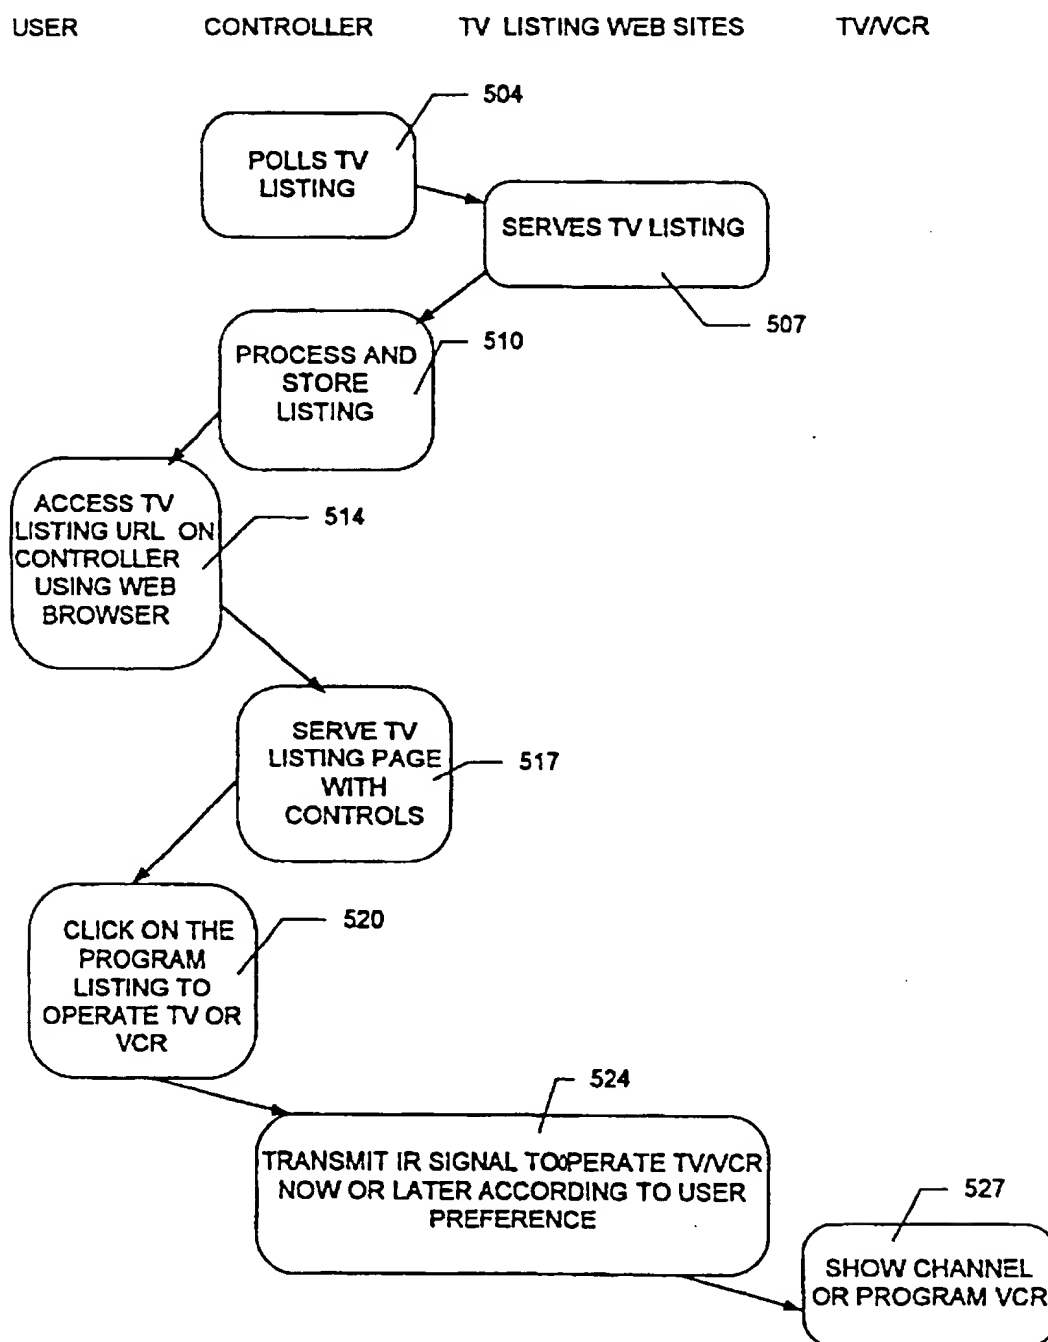 USER CONTROLLER TV LISTING WEB SITES TV/VCR
504
POLLS TV
LISTING
SERVES TV LISTING
507
510
PROCESS AND
STORE
LISTING
ACCESS TV
LISTING URL ON
CONTROLLER
USING WEB
BROWSER
514
SERVE TV
LISTING PAGE
WITH
CONTROLS
517
CLICK ON THE
PROGRAM
LISTING TO
OPERATE TV OR
VCR
520
524
TRANSMIT IR SIGNAL TO OPERATE TV/VCR
NOW OR LATER ACCORDING TO USER
PREFERENCE
527
SHOW CHANNEL
OR PROGRAM VCR